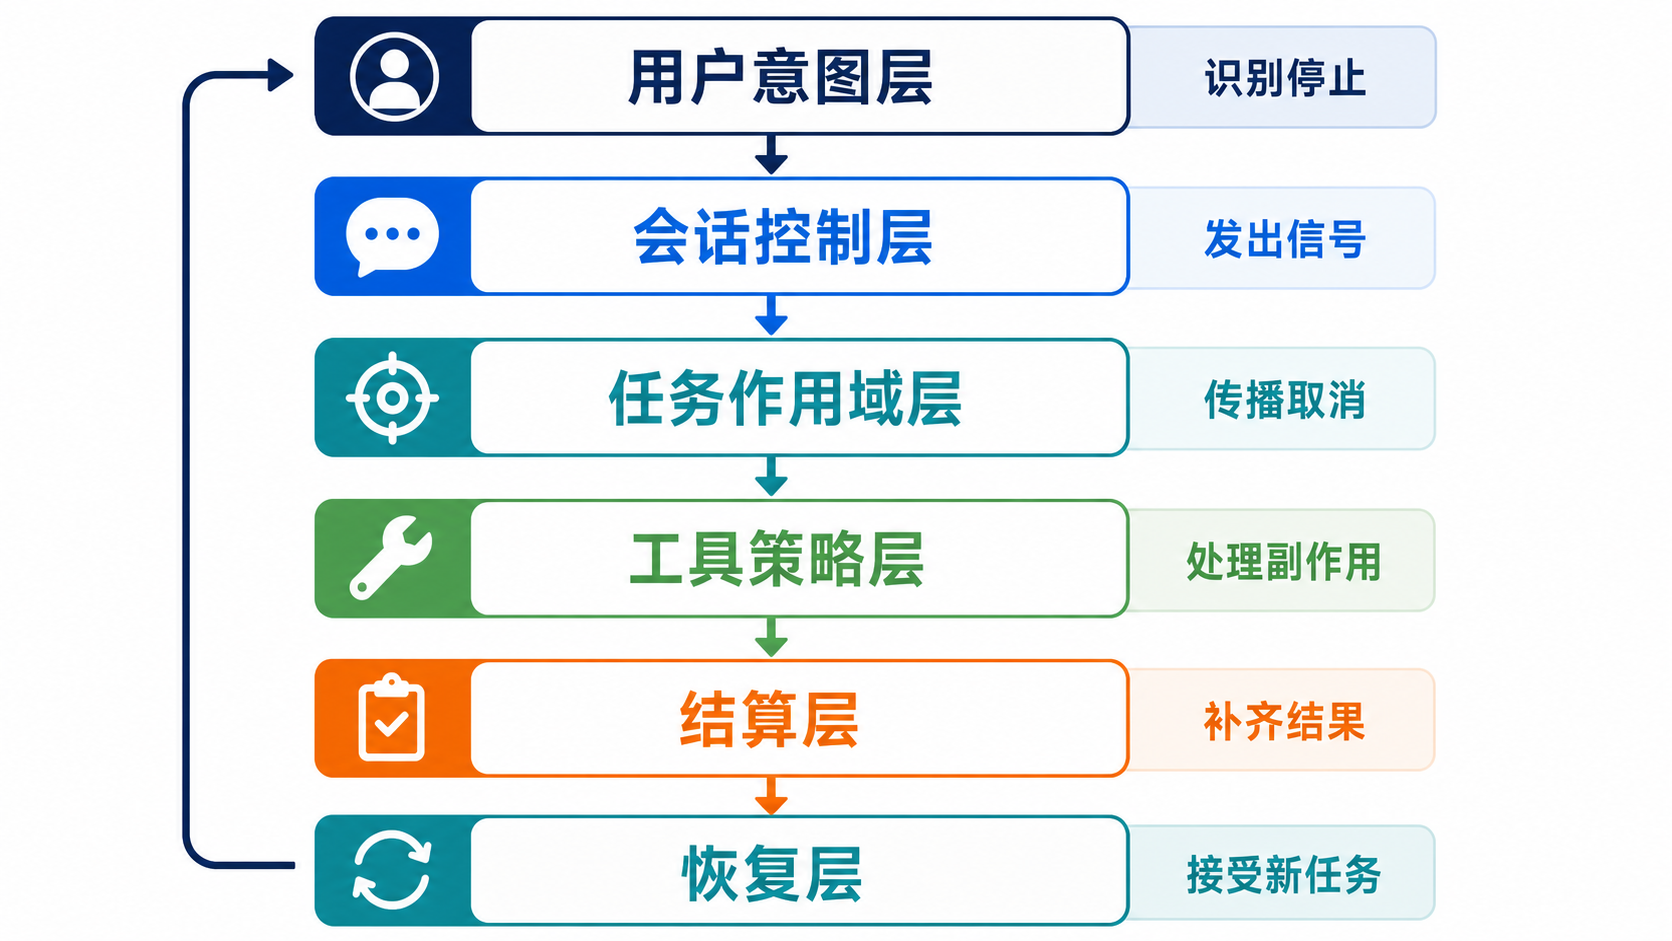 用户意图层
识别停止
会话控制层
发出信号
任务作用域层
传播取消
工具策略层
处理副作用
结算层
补齐结果
恢复层
接受新任务